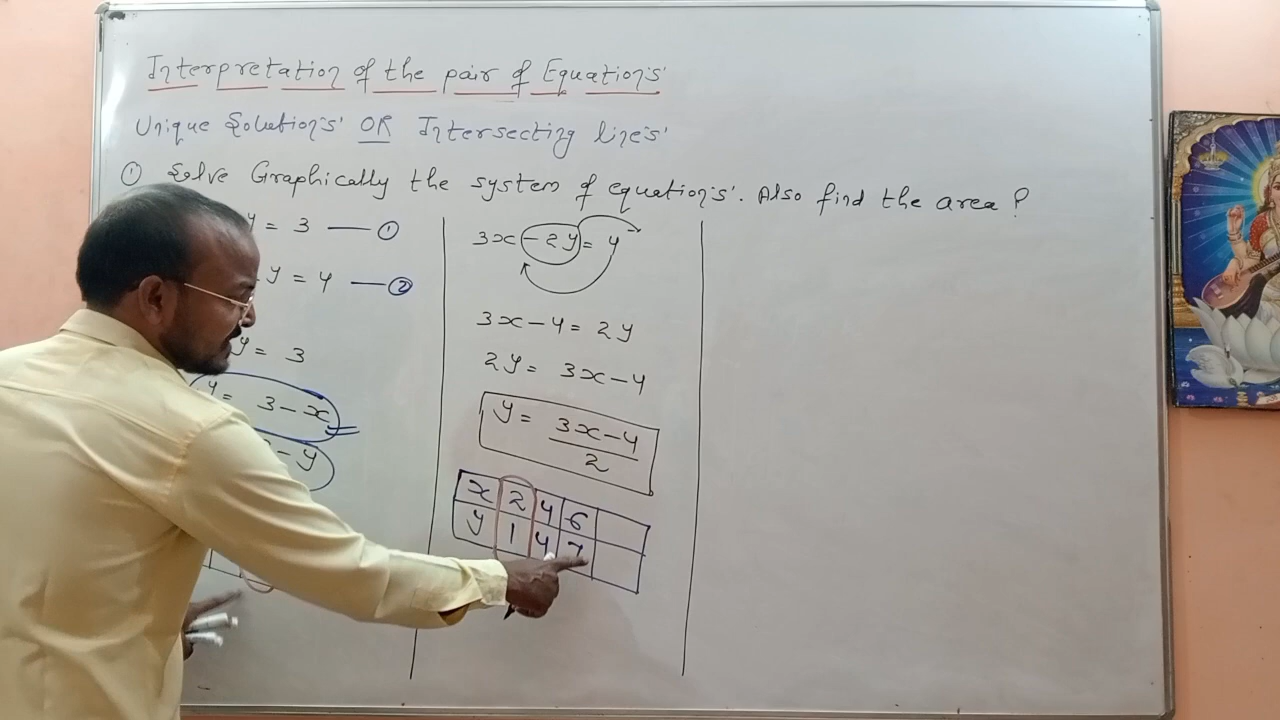 Interpretation of the pair of Equations'
Unique Solutions' OR Intersecting lines'
① Solve Graphically the system of equations'. Also find the area?
y = 3 — ①
y = 4 — ②
y = 3
y = 3 - x
- y
3x - 2y = 4
3x - 4 = 2y
2y = 3x - 4
y = 3x - 4
2
x 2 4 6
y 1 4 7